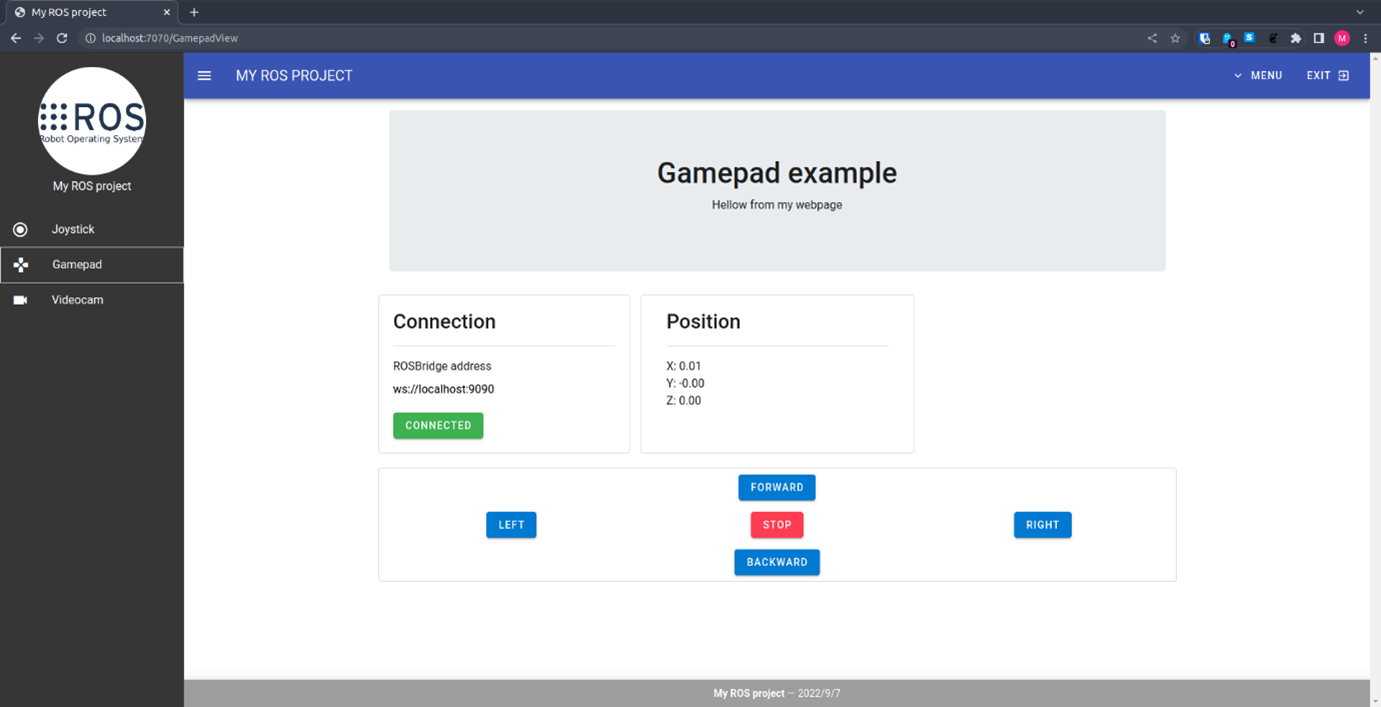 My ROS project
localhost:7070/GamepadView
0
M
ROS
Robot Operating System
My ROS project
Joystick
Gamepad
Videocam
MY ROS PROJECT
MENU
EXIT
Gamepad example
Hellow from my webpage
Connection
ROSBridge address
ws://localhost:9090
CONNECTED
Position
X: 0.01
Y: -0.00
Z: 0.00
FORWARD
LEFT
STOP
RIGHT
BACKWARD
My ROS project — 2022/9/7